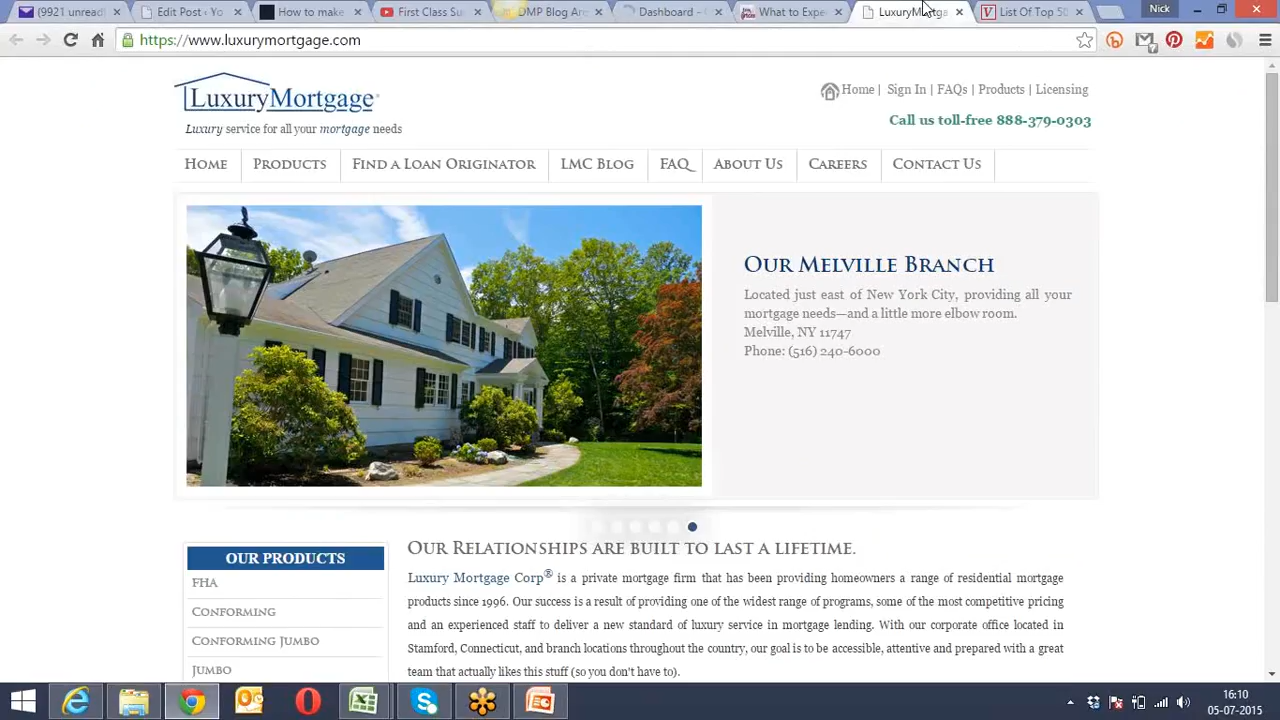 (9921 unread)
Edit Post ‹ Yo
How to make
First Class Su
DMP Blog Ar
Dashboard -
What to Expe
LuxuryMortga
List Of Top 50
Nick
https://www.luxurymortgage.com
LuxuryMortgage®
Luxury service for all your mortgage needs
Home | Sign In | FAQs | Products | Licensing
Call us toll-free 888-379-0303
HOME PRODUCTS FIND A LOAN ORIGINATOR LMC BLOG FAQ ABOUT US CAREERS CONTACT US
OUR MELVILLE BRANCH
Located just east of New York City, providing all your
mortgage needs—and a little more elbow room.
Melville, NY 11747
Phone: (516) 240-6000
OUR PRODUCTS
FHA
CONFORMING
CONFORMING JUMBO
JUMBO
OUR RELATIONSHIPS ARE BUILT TO LAST A LIFETIME.
Luxury Mortgage Corp® is a private mortgage firm that has been providing homeowners a range of residential mortgage
products since 1996. Our success is a result of providing one of the widest range of programs, some of the most competitive pricing
and an experienced staff to deliver a new standard of luxury service in mortgage lending. With our corporate office located in
Stamford, Connecticut, and branch locations throughout the country, our goal is to be accessible, attentive and prepared with a great
team that actually likes this stuff (so you don't have to).
16:10
05-07-2015